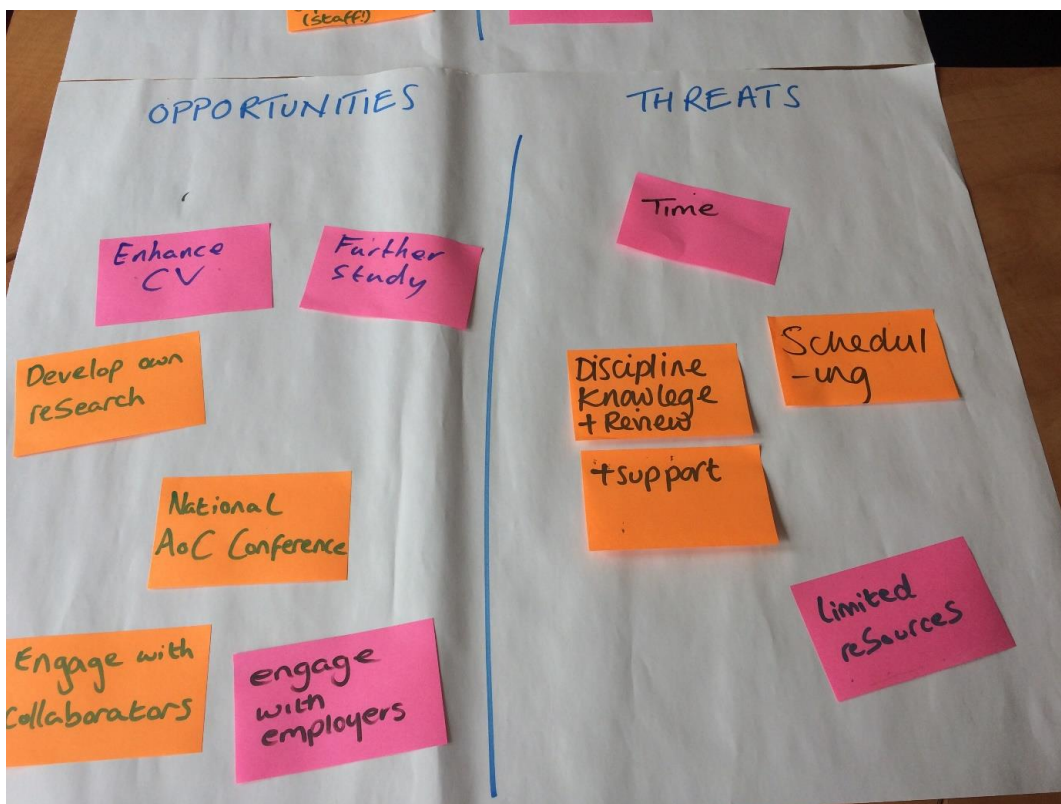 (staff!)
OPPORTUNITIES
THREATS
Enhance
CV
Further
Study
Develop own
reSearch
National
AoC Conference
Engage with
Collaborators
engage
with
employers
Time
Schedul
-ing
Discipline
Knowlege
+ Review
+support
Limited
reSources